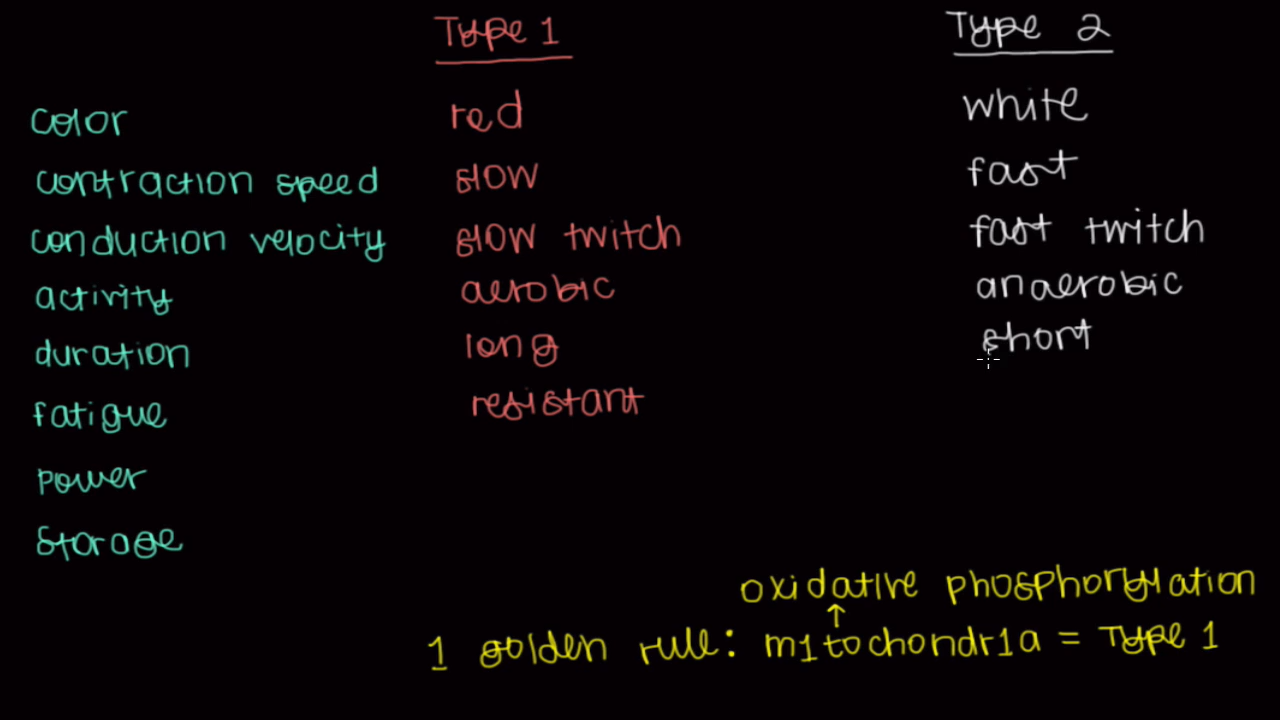 Type 1 Type 2
color red white
contraction speed slow fast
conduction velocity slow twitch fast twitch
activity aerobic anaerobic
duration long short
fatigue resistant
power
storage
oxidative phosphorylation
↑
1 golden rule: mitochondria = Type 1